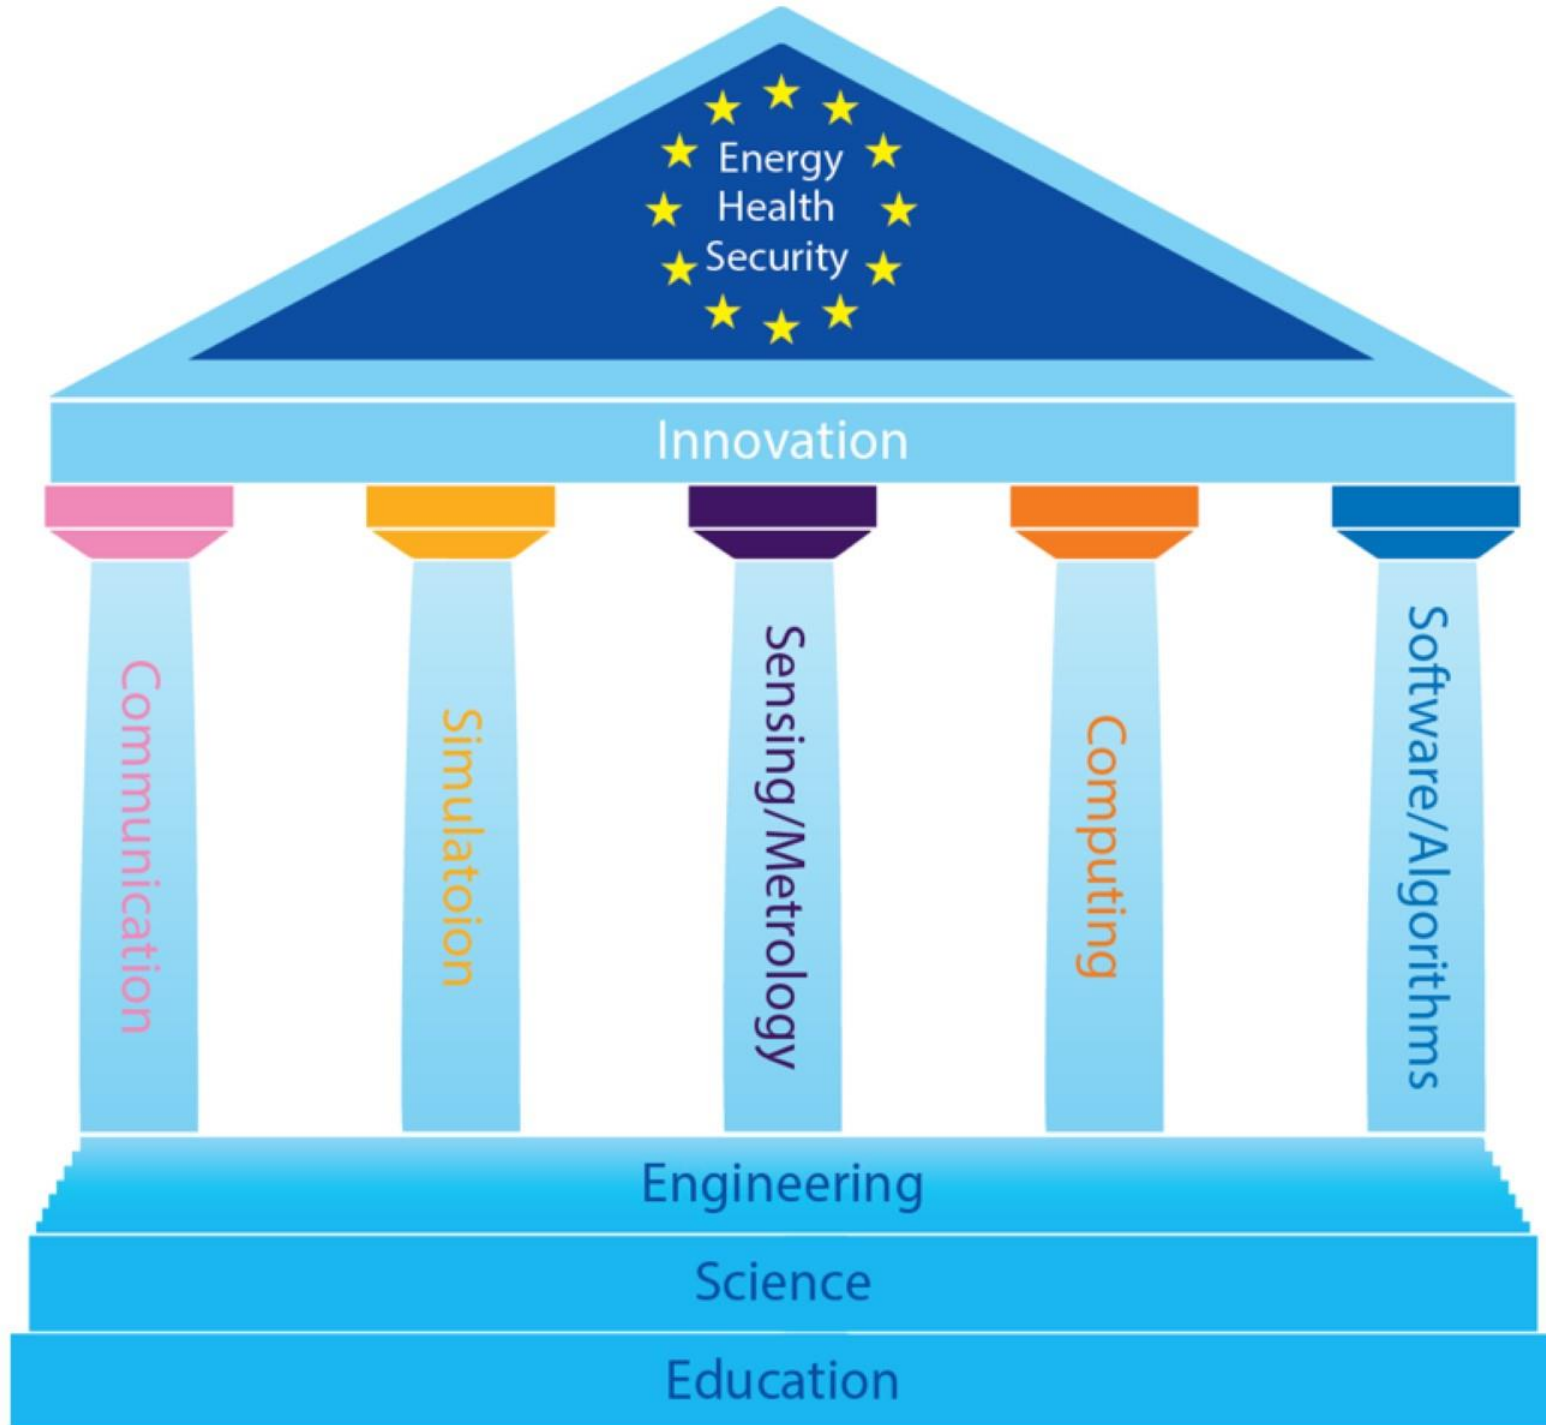 Energy
Health
Security
Innovation
Communication
Simulatoion
Sensing/Metrology
Computing
Software/Algorithms
Engineering
Science
Education